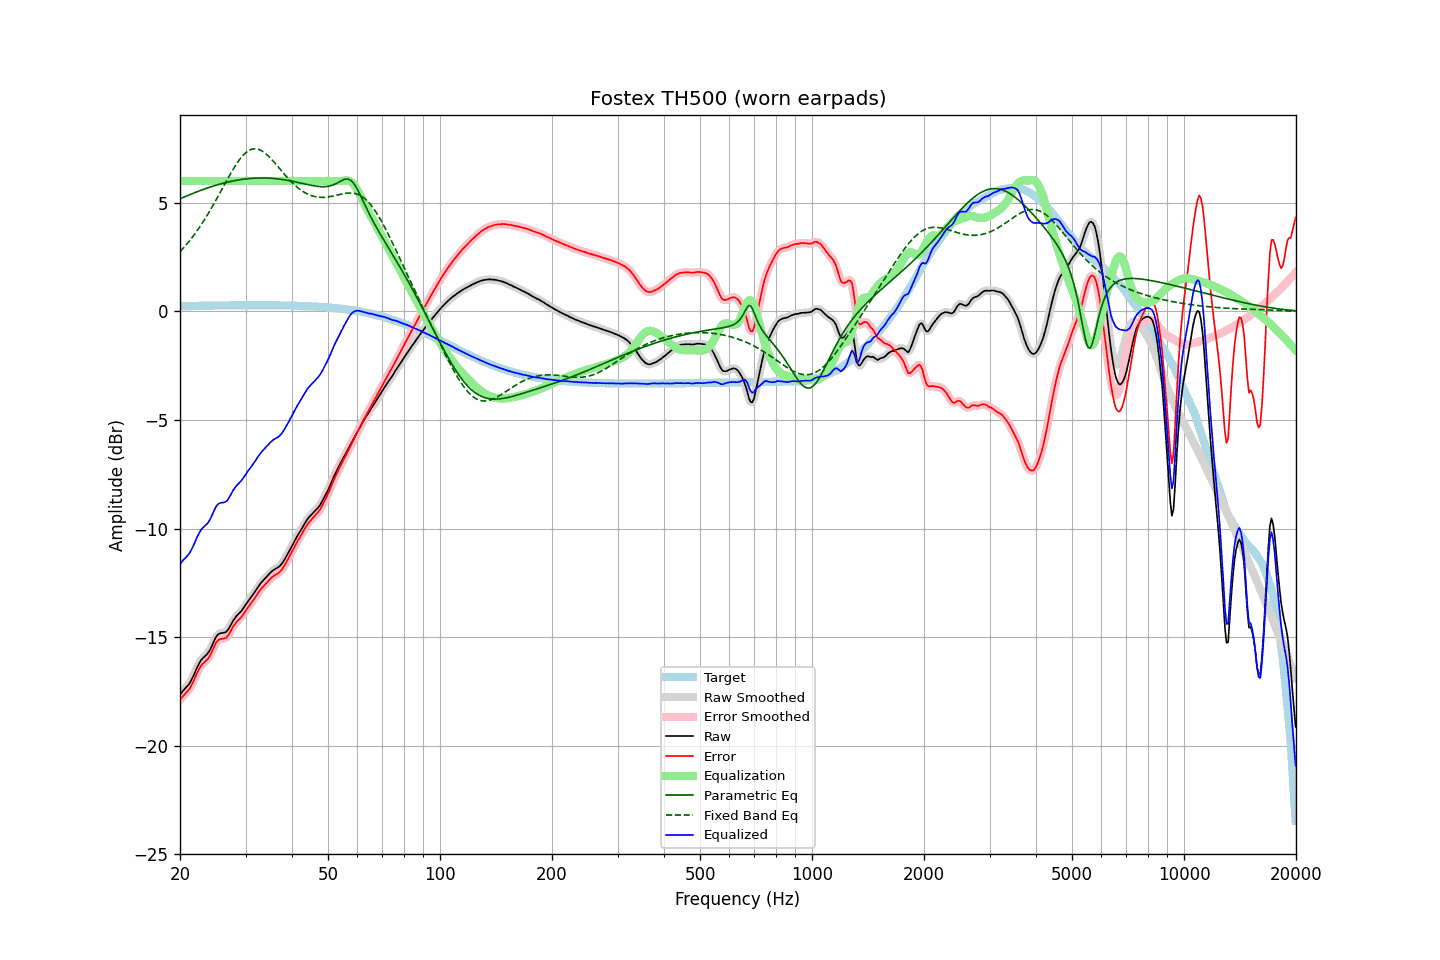 Fostex TH500 (worn earpads)
Amplitude (dBr)
5
0
−5
−10
−15
−20
−25
20
50
100
200
500
1000
2000
5000
10000
20000
Frequency (Hz)
Target
Raw Smoothed
Error Smoothed
Raw
Error
Equalization
Parametric Eq
Fixed Band Eq
Equalized